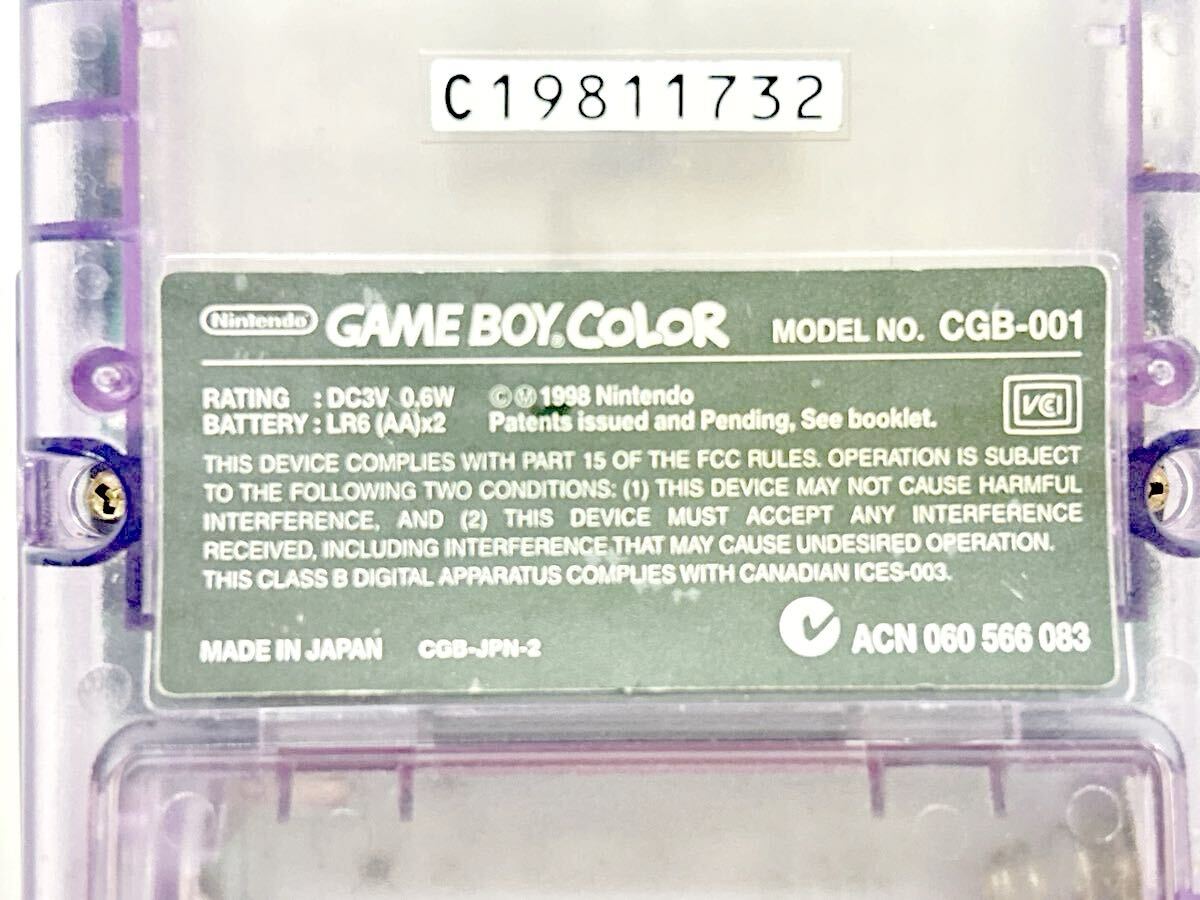 C19811732
Nintendo GAME BOY COLOR MODEL NO. CGB-001
RATING : DC3V 0.6W ©Ⓜ1998 Nintendo
BATTERY : LR6 (AA)x2 Patents issued and Pending, See booklet.
VCI
THIS DEVICE COMPLIES WITH PART 15 OF THE FCC RULES. OPERATION IS SUBJECT
TO THE FOLLOWING TWO CONDITIONS: (1) THIS DEVICE MAY NOT CAUSE HARMFUL
INTERFERENCE, AND (2) THIS DEVICE MUST ACCEPT ANY INTERFERENCE
RECEIVED, INCLUDING INTERFERENCE THAT MAY CAUSE UNDESIRED OPERATION.
THIS CLASS B DIGITAL APPARATUS COMPLIES WITH CANADIAN ICES-003.
MADE IN JAPAN CGB-JPN-2 ACN 060 566 083